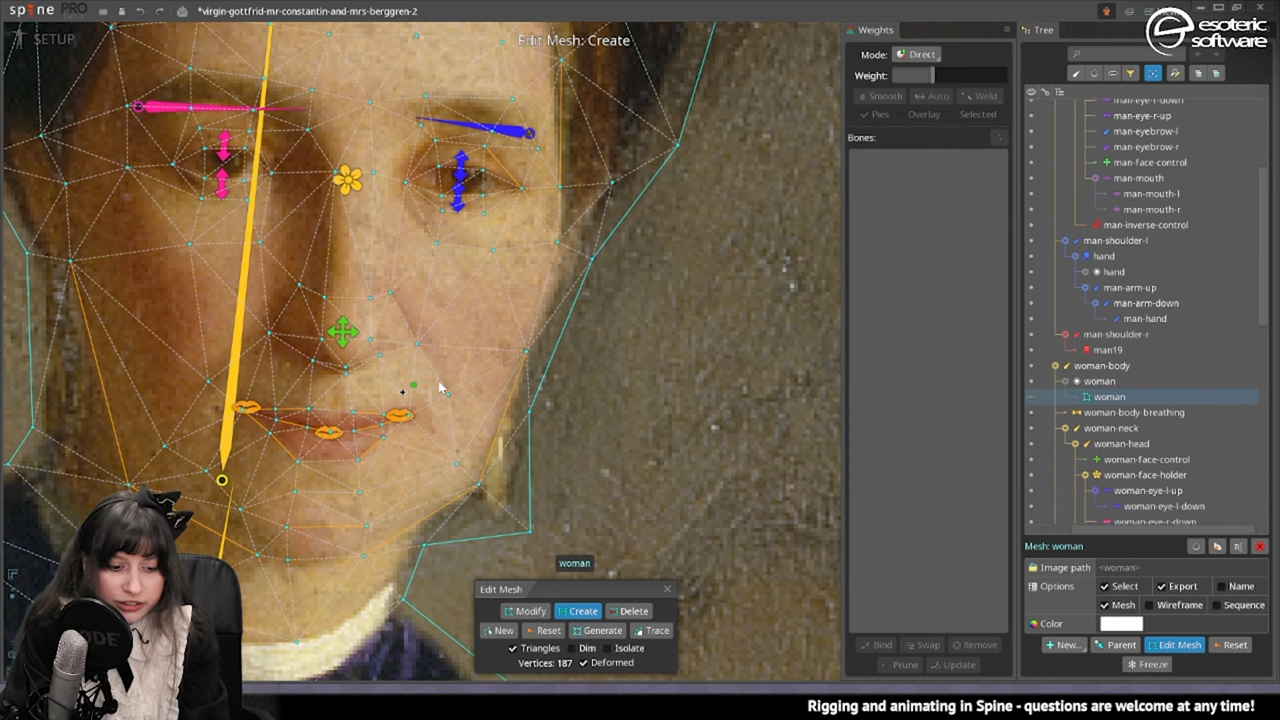 spine PRO
beta
*virgin-gottfrid-mr-constantin-and-mrs-berggren-2
SETUP
Edit Mesh: Create
esoteric
software
Weights
Mode: Direct
Weight:
Smooth Auto Weld
Pies Overlay Selected
Bones:
Bind Swap Remove
Prune Update
Tree
man-eye-r-down
man-eye-r-up
man-eyebrow-l
man-eyebrow-r
man-face-control
man-mouth
man-mouth-l
man-mouth-r
man-inverse-control
man-shoulder-l
hand
hand
man-arm-up
man-arm-down
man-hand
man-shoulder-r
man19
woman-body
woman
woman
woman-body-breathing
woman-neck
woman-head
woman-face-control
woman-face-holder
woman-eye-l-up
woman-eye-l-down
woman-eye-r-down
Mesh: woman
Image path <woman>
Options Select Export Name
Mesh Wireframe Sequence
Color
New... Parent Edit Mesh Reset
Freeze
woman
Edit Mesh
Modify Create Delete
New Reset Generate Trace
Triangles Dim Isolate
Vertices: 187 Deformed
CODE
Rigging and animating in Spine - questions are welcome at any time!